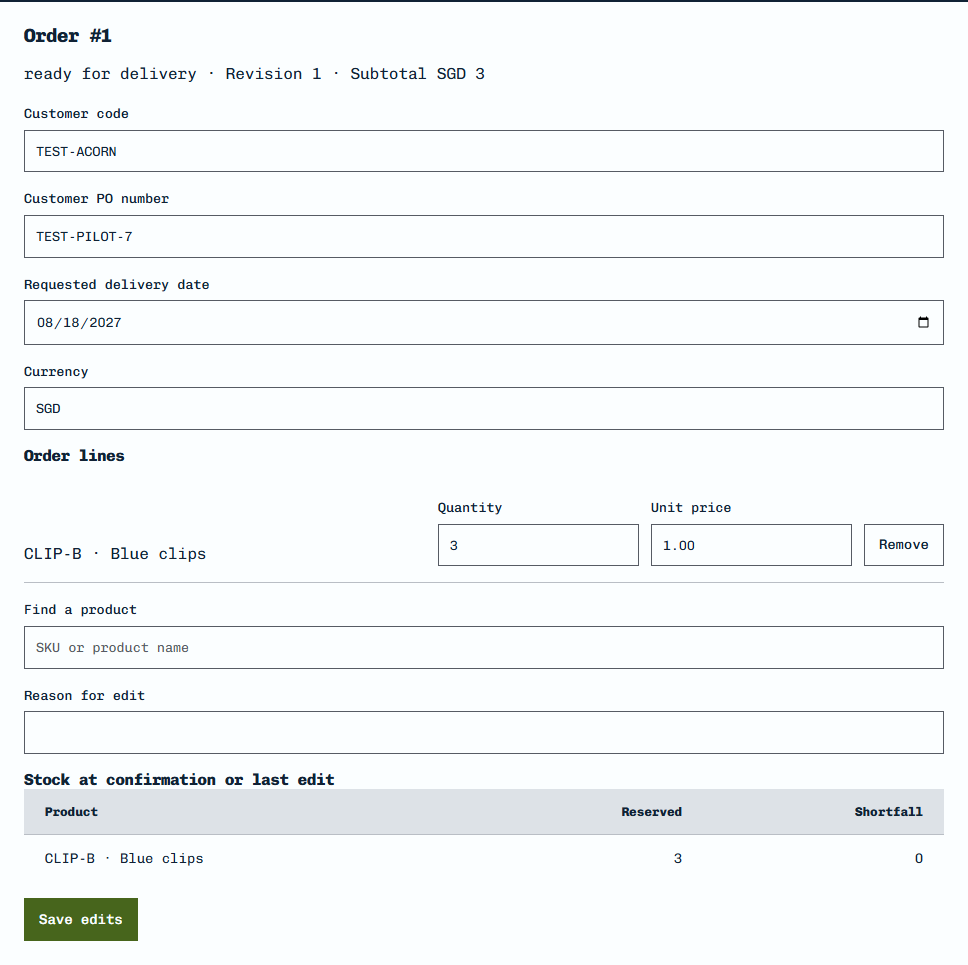 Order #1
ready for delivery · Revision 1 · Subtotal SGD 3
Customer code
TEST-ACORN
Customer PO number
TEST-PILOT-7
Requested delivery date
08/18/2027
Currency
SGD
Order lines
Quantity Unit price
CLIP-B · Blue clips 3 1.00 Remove
Find a product
SKU or product name
Reason for edit
Stock at confirmation or last edit
Product Reserved Shortfall
CLIP-B · Blue clips 3 0
Save edits